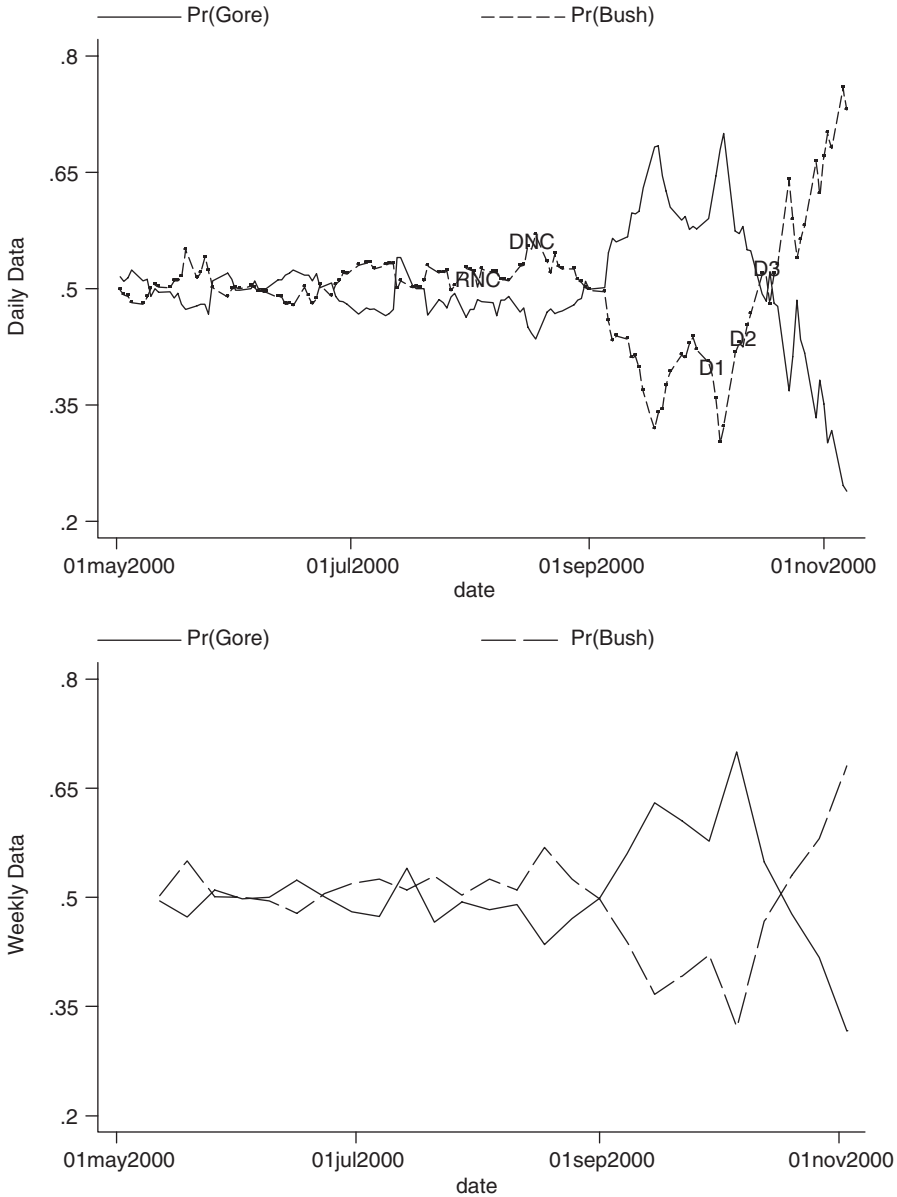 Pr(Gore) Pr(Bush)
Daily Data
.8
.65
.5
.35
.2
DNC
RNC
D1
D2
D3
01may2000 01jul2000 01sep2000 01nov2000
date
Pr(Gore) Pr(Bush)
Weekly Data
.8
.65
.5
.35
.2
01may2000 01jul2000 01sep2000 01nov2000
date